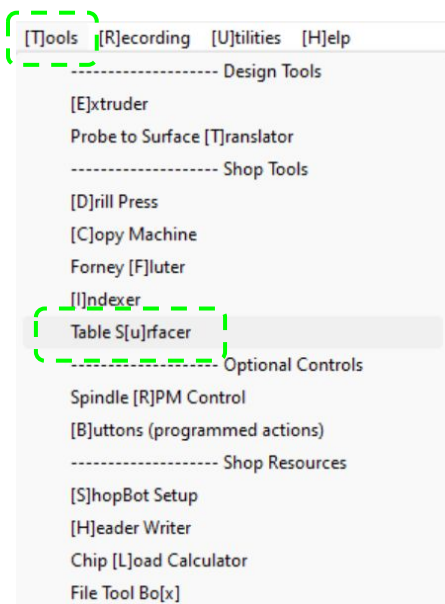 [T]ools [R]ecording [U]tilities [H]elp
-------------------- Design Tools
[E]xtruder
Probe to Surface [T]ranslator
-------------------- Shop Tools
[D]rill Press
[C]opy Machine
Forney [F]luter
[I]ndexer
Table S[u]rfacer
-------------------- Optional Controls
Spindle [R]PM Control
[B]uttons (programmed actions)
-------------------- Shop Resources
[S]hopBot Setup
[H]eader Writer
Chip [L]oad Calculator
File Tool Bo[x]